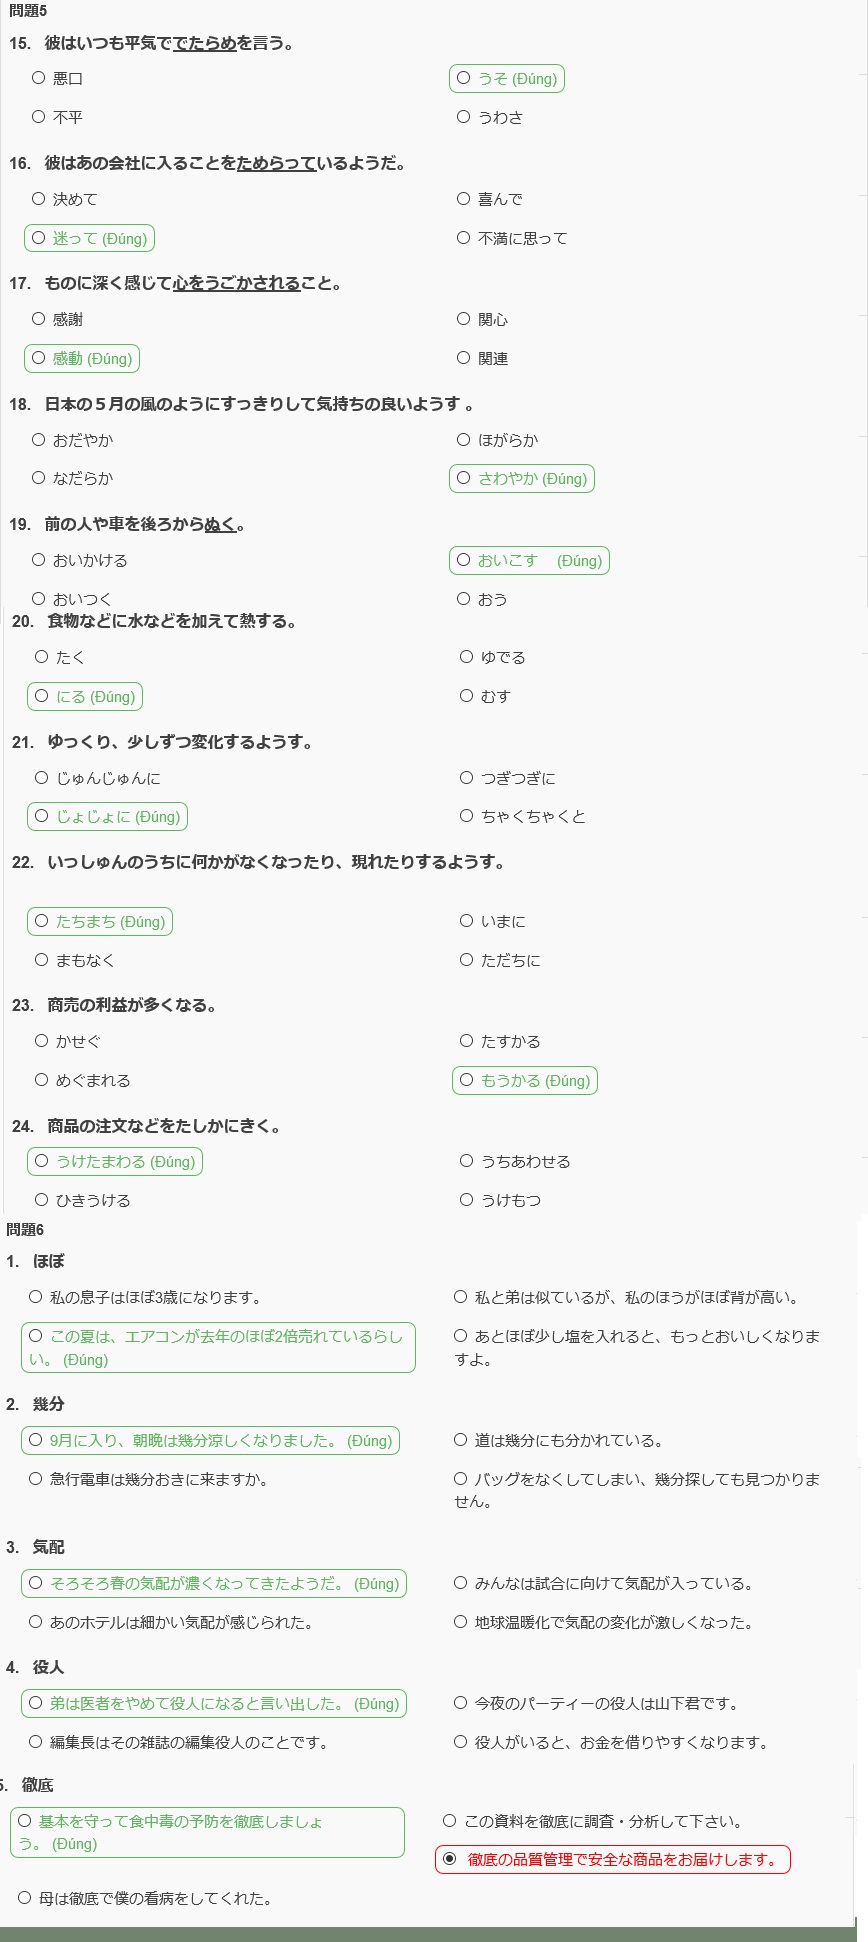 問題5
15. 彼はいつも平気ででたらめを言う。
悪口
うそ (Đúng)
不平
うわさ
16. 彼はあの会社に入ることをためらっているようだ。
決めて
喜んで
迷って (Đúng)
不満に思って
17. ものに深く感じて心をうごかされること。
感謝
関心
感動 (Đúng)
関連
18. 日本の５月の風のようにすっきりして気持ちの良いようす 。
おだやか
ほがらか
なだらか
さわやか (Đúng)
19. 前の人や車を後ろからぬく。
おいかける
おいこす　 (Đúng)
おいつく
おう
20. 食物などに水などを加えて熱する。
たく
ゆでる
にる (Đúng)
むす
21. ゆっくり、少しずつ変化するようす。
じゅんじゅんに
つぎつぎに
じょじょに (Đúng)
ちゃくちゃくと
22. いっしゅんのうちに何かがなくなったり、現れたりするようす。
たちまち (Đúng)
いまに
まもなく
ただちに
23. 商売の利益が多くなる。
かせぐ
たすかる
めぐまれる
もうかる (Đúng)
24. 商品の注文などをたしかにきく。
うけたまわる (Đúng)
うちあわせる
ひきうける
うけもつ
問題6
1. ほぼ
私の息子はほぼ3歳になります。
私と弟は似ているが、私のほうがほぼ背が高い。
この夏は、エアコンが去年のほぼ2倍売れているらし
い。 (Đúng)
あとほぼ少し塩を入れると、もっとおいしくなりま
すよ。
2. 幾分
9月に入り、朝晩は幾分涼しくなりました。 (Đúng)
道は幾分にも分かれている。
急行電車は幾分おきに来ますか。
バッグをなくしてしまい、幾分探しても見つかりま
せん。
3. 気配
そろそろ春の気配が濃くなってきたようだ。 (Đúng)
みんなは試合に向けて気配が入っている。
あのホテルは細かい気配が感じられた。
地球温暖化で気配の変化が激しくなった。
4. 役人
弟は医者をやめて役人になると言い出した。 (Đúng)
今夜のパーティーの役人は山下君です。
編集長はその雑誌の編集役人のことです。
役人がいると、お金を借りやすくなります。
5. 徹底
基本を守って食中毒の予防を徹底しましょ
う。 (Đúng)
この資料を徹底に調査・分析して下さい。
徹底の品質管理で安全な商品をお届けします。
母は徹底で僕の看病をしてくれた。